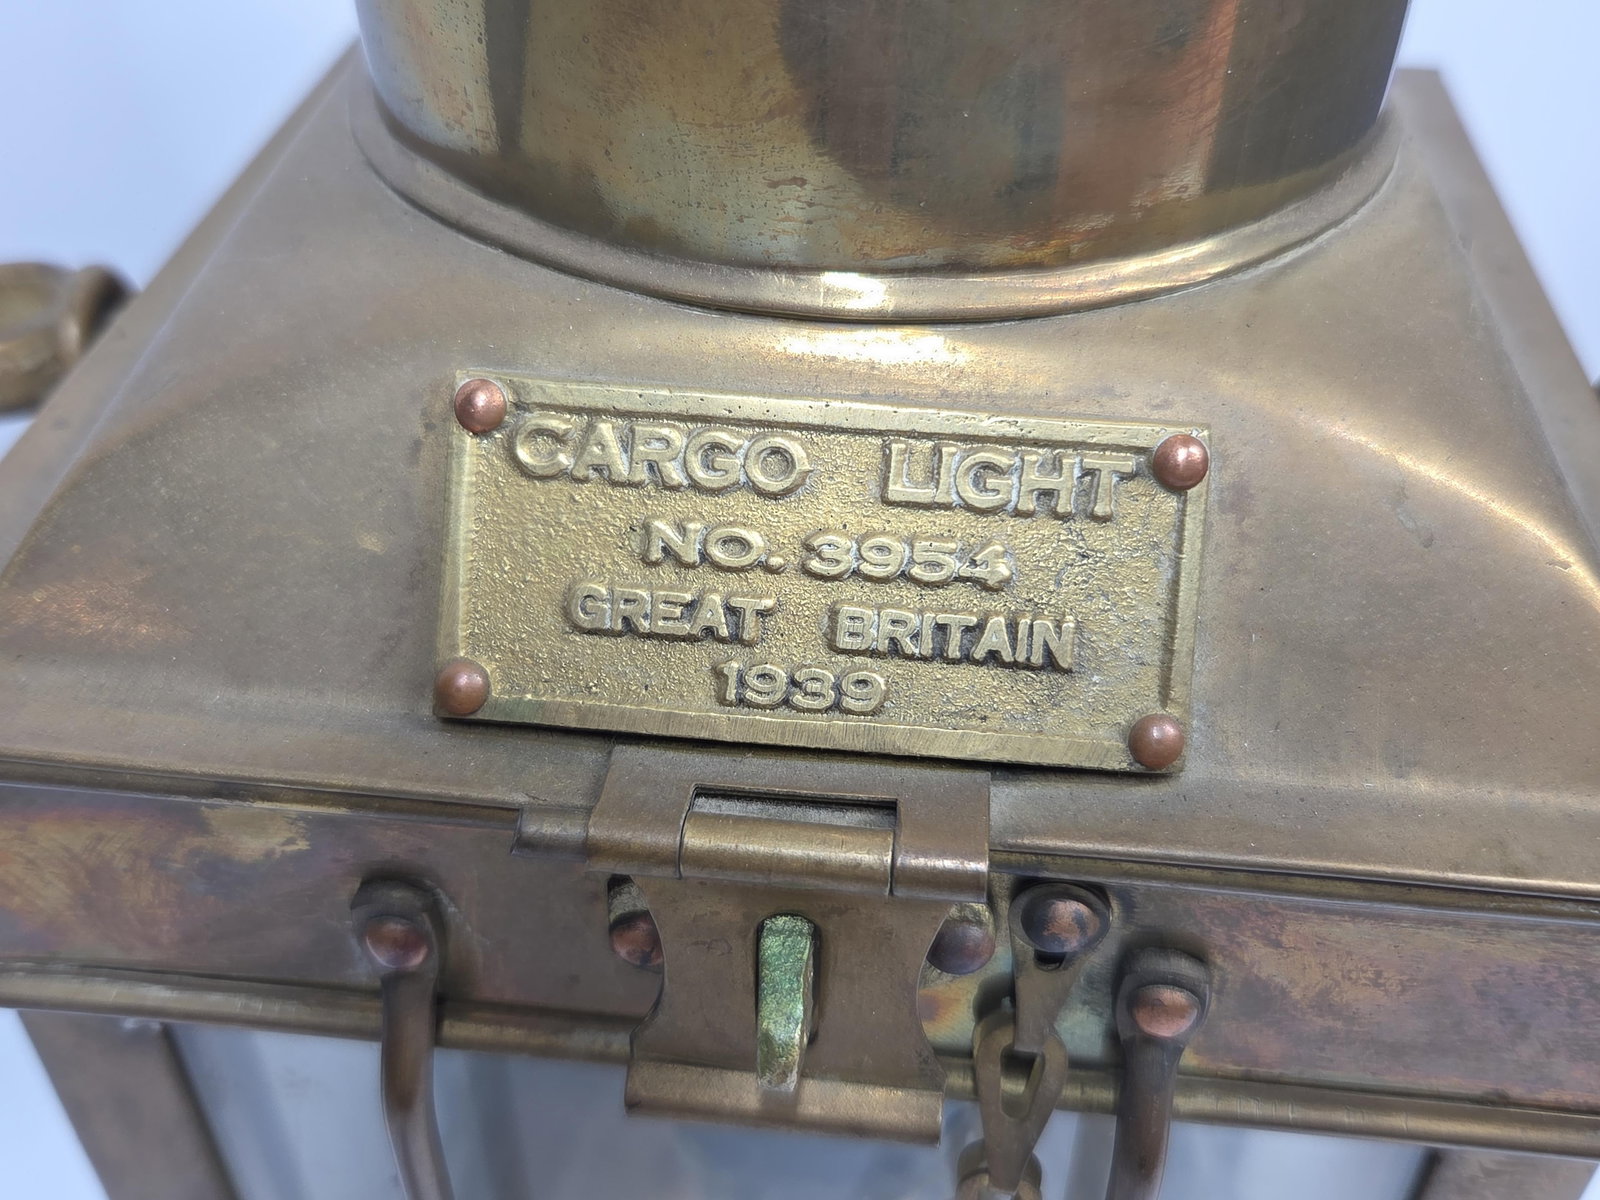 CARGO LIGHT
NO. 3954
GREAT BRITAIN
1939